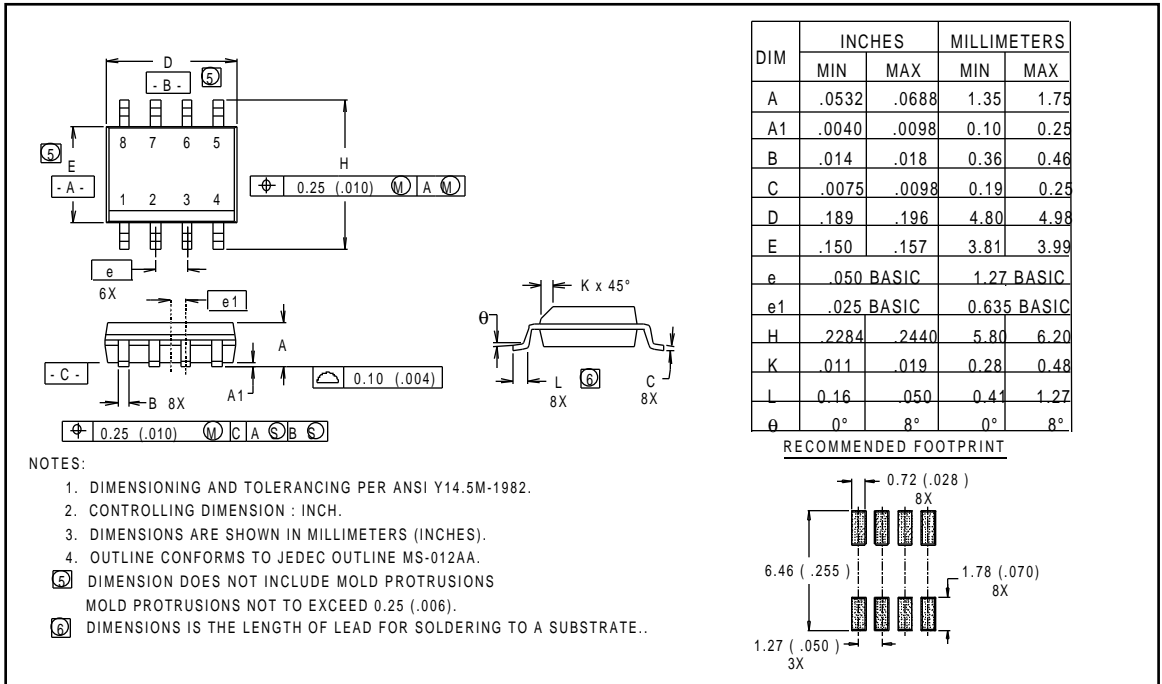 D
- B -
5
8 7 6 5
5
E
- A -
H
⌖ 0.25 (.010) Ⓜ A Ⓜ
1 2 3 4
e
6X
e1
K x 45°
θ
A
- C -
A1
⌓ 0.10 (.004)
B 8X
L
8X
6
C
8X
⌖ 0.25 (.010) Ⓜ C A Ⓢ B Ⓢ
DIM INCHES MILLIMETERS
MIN MAX MIN MAX
A .0532 .0688 1.35 1.75
A1 .0040 .0098 0.10 0.25
B .014 .018 0.36 0.46
C .0075 .0098 0.19 0.25
D .189 .196 4.80 4.98
E .150 .157 3.81 3.99
e .050 BASIC 1.27 BASIC
e1 .025 BASIC 0.635 BASIC
H .2284 .2440 5.80 6.20
K .011 .019 0.28 0.48
L 0.16 .050 0.41 1.27
θ 0° 8° 0° 8°
NOTES:
1. DIMENSIONING AND TOLERANCING PER ANSI Y14.5M-1982.
2. CONTROLLING DIMENSION : INCH.
3. DIMENSIONS ARE SHOWN IN MILLIMETERS (INCHES).
4. OUTLINE CONFORMS TO JEDEC OUTLINE MS-012AA.
5 DIMENSION DOES NOT INCLUDE MOLD PROTRUSIONS
MOLD PROTRUSIONS NOT TO EXCEED 0.25 (.006).
6 DIMENSIONS IS THE LENGTH OF LEAD FOR SOLDERING TO A SUBSTRATE..
RECOMMENDED FOOTPRINT
0.72 (.028 )
8X
6.46 ( .255 )
1.78 (.070)
8X
1.27 ( .050 )
3X